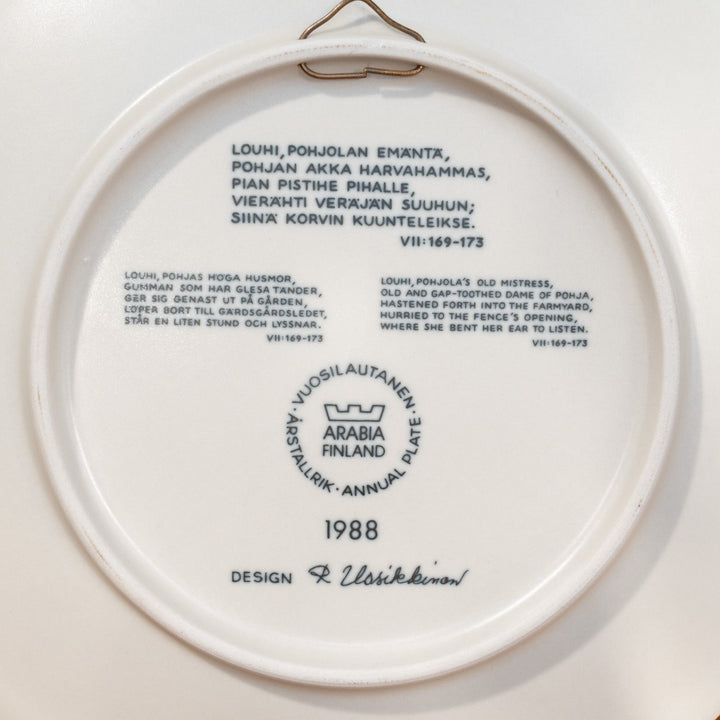 LOUHI, POHJOLAN EMÄNTÄ,
POHJAN AKKA HARVAHAMMAS,
PIAN PISTIHE PIHALLE,
VIERÄHTI VERÄJÄN SUUHUN;
SIINÄ KORVIN KUUNTELEIKSE.
VII:169-173
LOUHI, POHJAS HÖGA HUSMOR,
GUMMAN SOM HAR GLESA TÄNDER,
GER SIG GENAST UT PÅ GÅRDEN,
LÖPER BORT TILL GÄRDSGÅRDSLEDET,
STÅR EN LITEN STUND OCH LYSSNAR.
VII:169-173
LOUHI, POHJOLA'S OLD MISTRESS,
OLD AND GAP-TOOTHED DAME OF POHJA,
HASTENED FORTH INTO THE FARMYARD,
HURRIED TO THE FENCE'S OPENING,
WHERE SHE BENT HER EAR TO LISTEN.
VII:169-173
· VUOSILAUTANEN · ANNUAL PLATE · ÅRSTALLRIK
ARABIA
FINLAND
1988
DESIGN R Uosikkinen